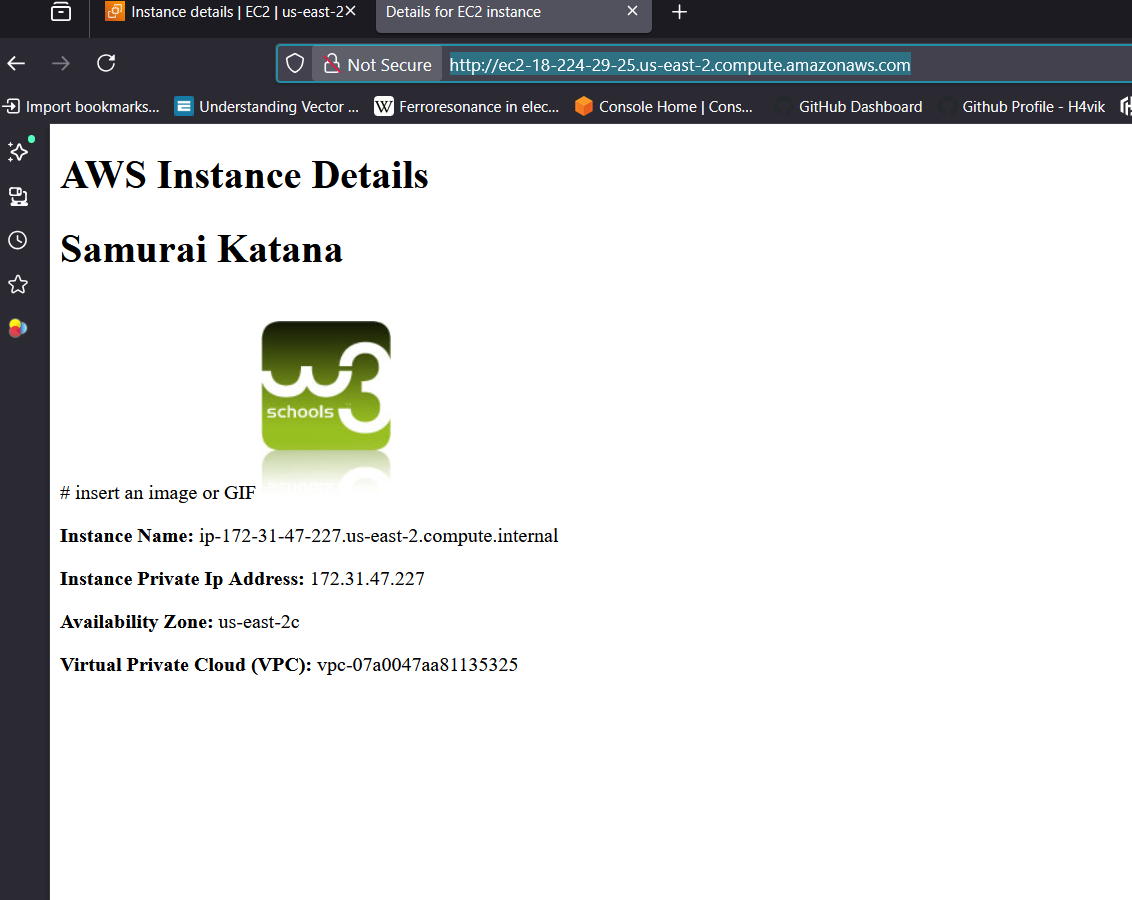 Instance details | EC2 | us-east-2
Details for EC2 instance
Not Secure
http://ec2-18-224-29-25.us-east-2.compute.amazonaws.com
Import bookmarks...
Understanding Vector ...
W
Ferroresonance in elec...
Console Home | Cons...
GitHub Dashboard
Github Profile - H4vik
AWS Instance Details
Samurai Katana
w3
schools
# insert an image or GIF
Instance Name: ip-172-31-47-227.us-east-2.compute.internal
Instance Private Ip Address: 172.31.47.227
Availability Zone: us-east-2c
Virtual Private Cloud (VPC): vpc-07a0047aa81135325